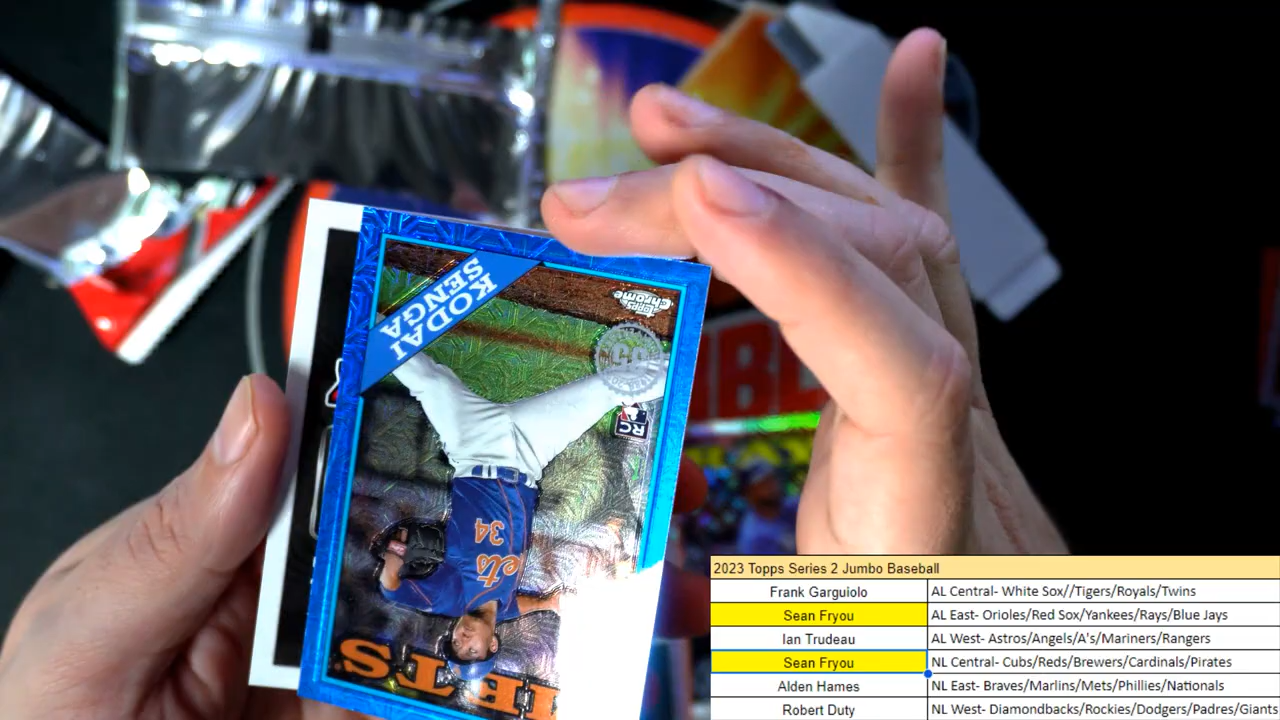 KODAI
SENGA
Topps
Chrome
35
RC
34
ets
METS
BBL
2023 Topps Series 2 Jumbo Baseball
Frank Garguiolo AL Central- White Sox//Tigers/Royals/Twins
Sean Fryou AL East- Orioles/Red Sox/Yankees/Rays/Blue Jays
Ian Trudeau AL West- Astros/Angels/A's/Mariners/Rangers
Sean Fryou NL Central- Cubs/Reds/Brewers/Cardinals/Pirates
Alden Hames NL East- Braves/Marlins/Mets/Phillies/Nationals
Robert Duty NL West- Diamondbacks/Rockies/Dodgers/Padres/Giants